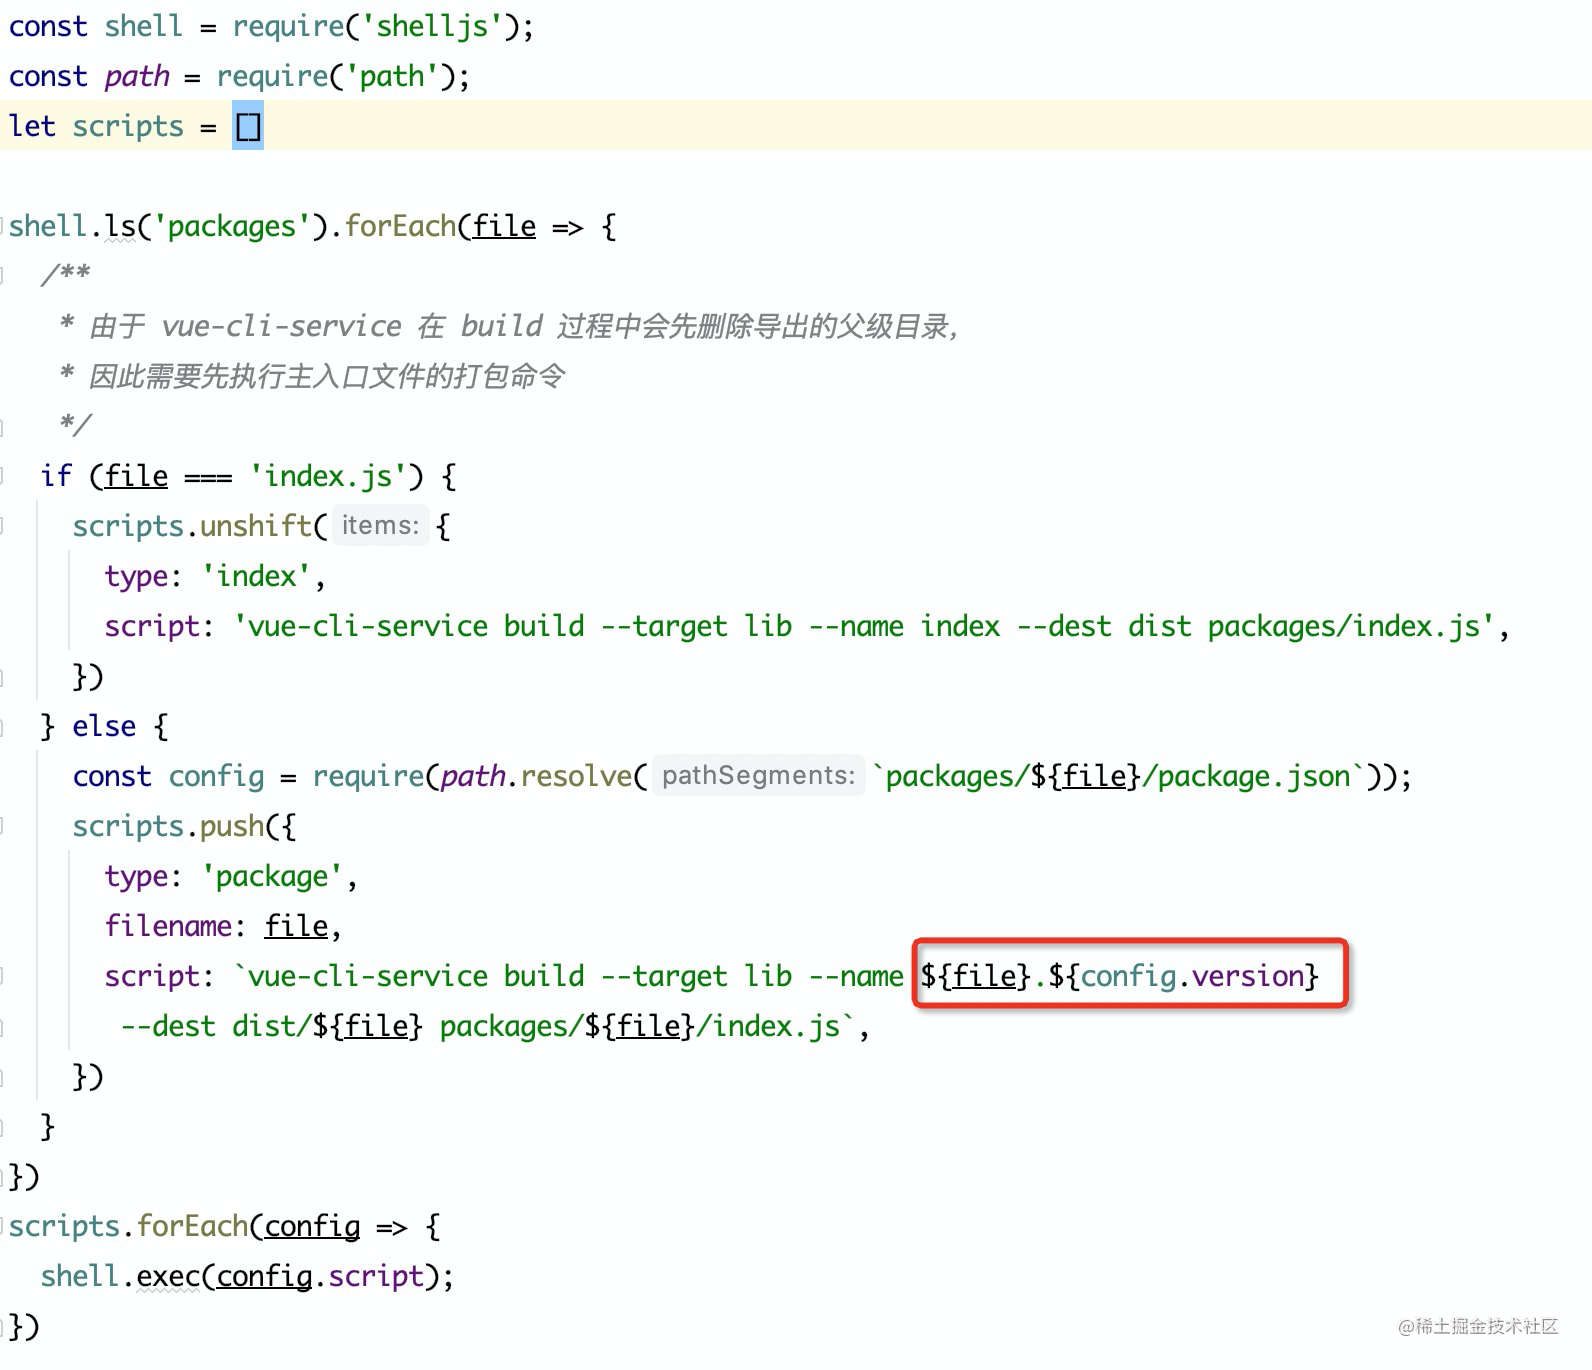 const shell = require('shelljs');
const path = require('path');
let scripts = []
shell.ls('packages').forEach(file => {
/**
* 由于 vue-cli-service 在 build 过程中会先删除导出的父级目录,
* 因此需要先执行主入口文件的打包命令
*/
if (file === 'index.js') {
scripts.unshift( items: {
type: 'index',
script: 'vue-cli-service build --target lib --name index --dest dist packages/index.js',
})
} else {
const config = require(path.resolve( pathSegments: `packages/${file}/package.json`));
scripts.push({
type: 'package',
filename: file,
script: `vue-cli-service build --target lib --name ${file}.${config.version}
--dest dist/${file} packages/${file}/index.js`,
})
}
})
scripts.forEach(config => {
shell.exec(config.script);
})
@稀土掘金技术社区